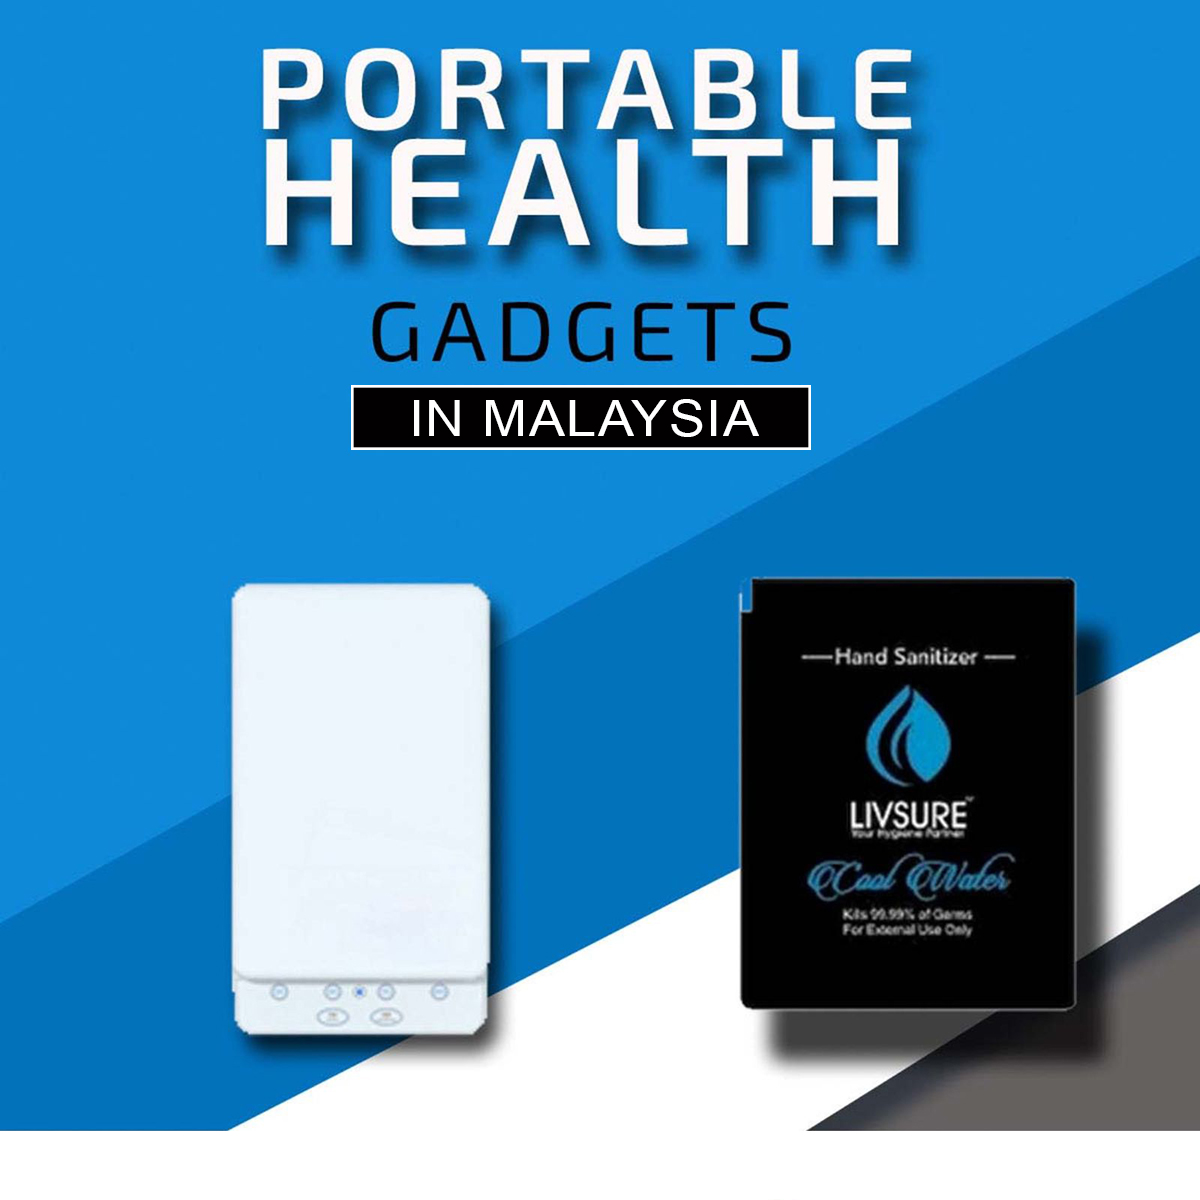 PORTABLE
HEALTH
GADGETS
IN MALAYSIA
Hand Sanitizer
LIVSURE
Your Hygiene Partner
Cool Water
Kills 99.99% of Germs
For External Use Only